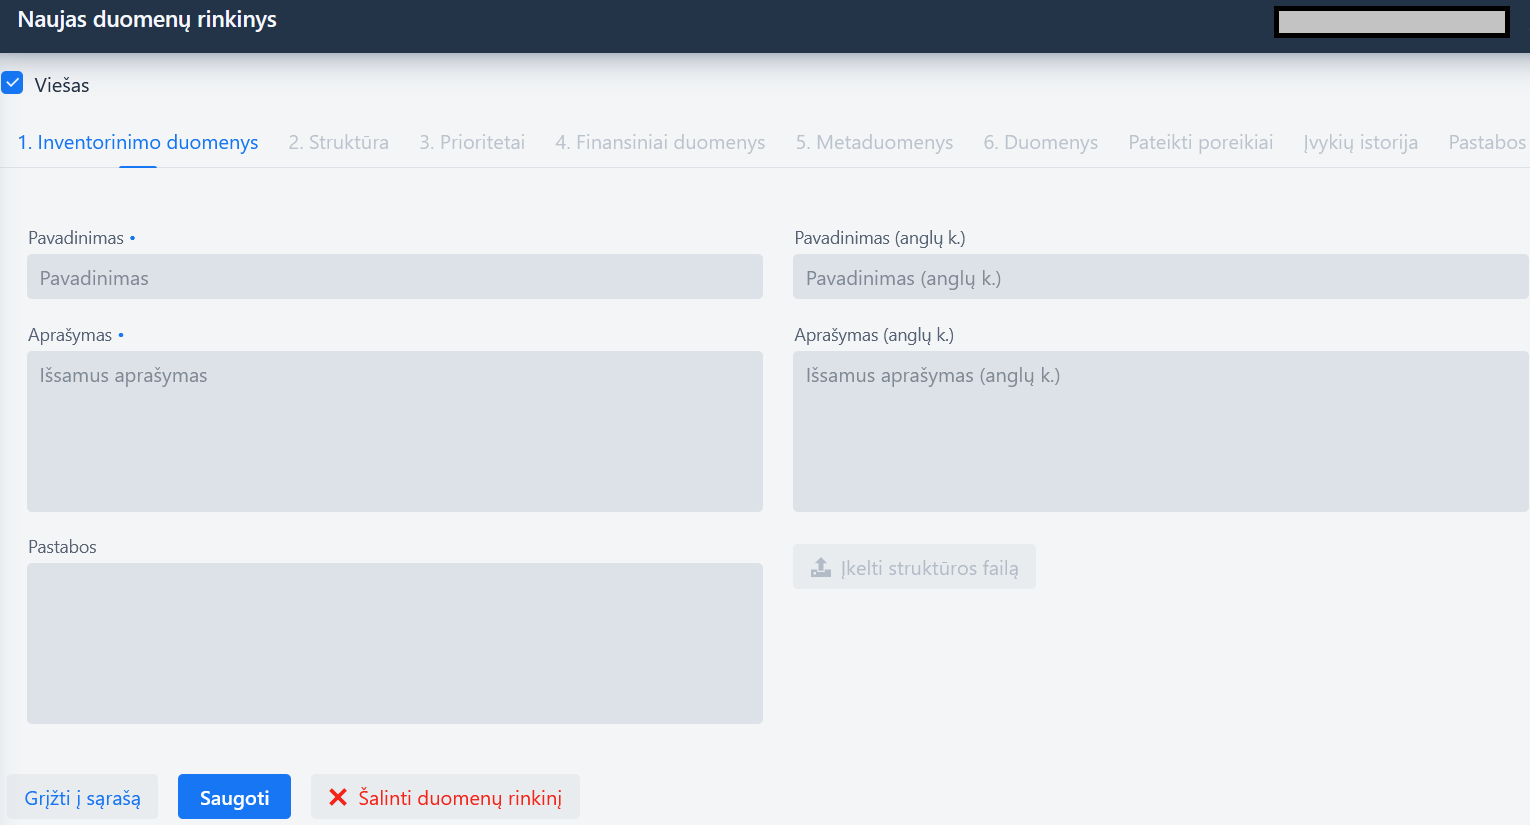 Naujas duomenų rinkinys
Viešas
1. Inventorinimo duomenys 2. Struktūra 3. Prioritetai 4. Finansiniai duomenys 5. Metaduomenys 6. Duomenys Pateikti poreikiai Įvykių istorija Pastabos
Pavadinimas • Pavadinimas (anglų k.)
Pavadinimas Pavadinimas (anglų k.)
Aprašymas • Aprašymas (anglų k.)
Išsamus aprašymas Išsamus aprašymas (anglų k.)
Pastabos
Įkelti struktūros failą
Grįžti į sąrašą Saugoti Šalinti duomenų rinkinį